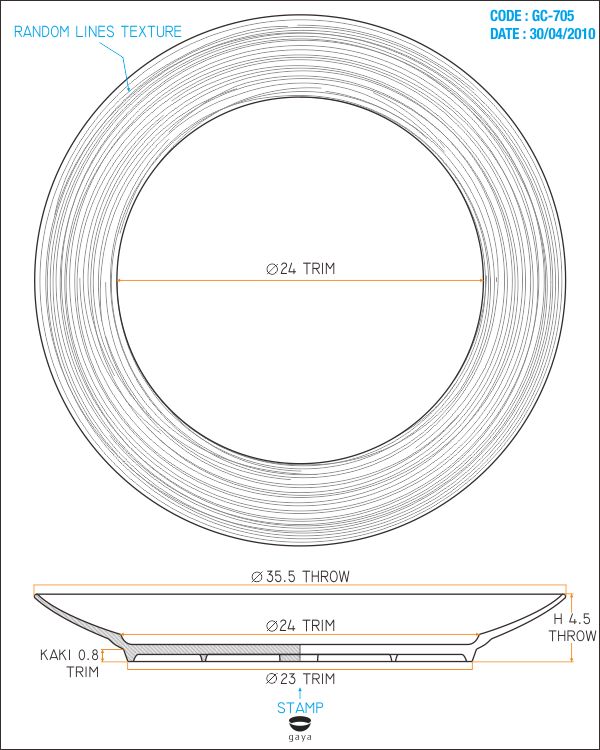 RANDOM LINES TEXTURE
CODE : GC-705
DATE : 30/04/2010
⌀24 TRIM
⌀35.5 THROW
⌀24 TRIM
H 4.5
THROW
KAKI 0.8
TRIM
⌀23 TRIM
STAMP
gaya